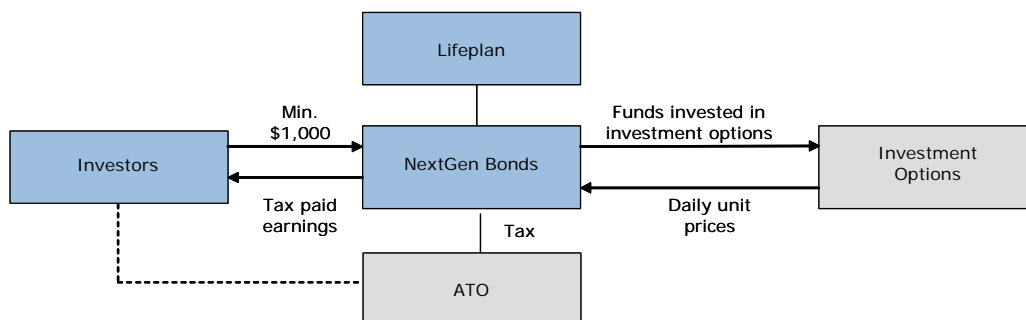 Lifeplan
Min.
$1,000
Funds invested in
investment options
Investors
NextGen Bonds
Investment
Options
Tax paid
earnings
Daily unit
prices
Tax
ATO